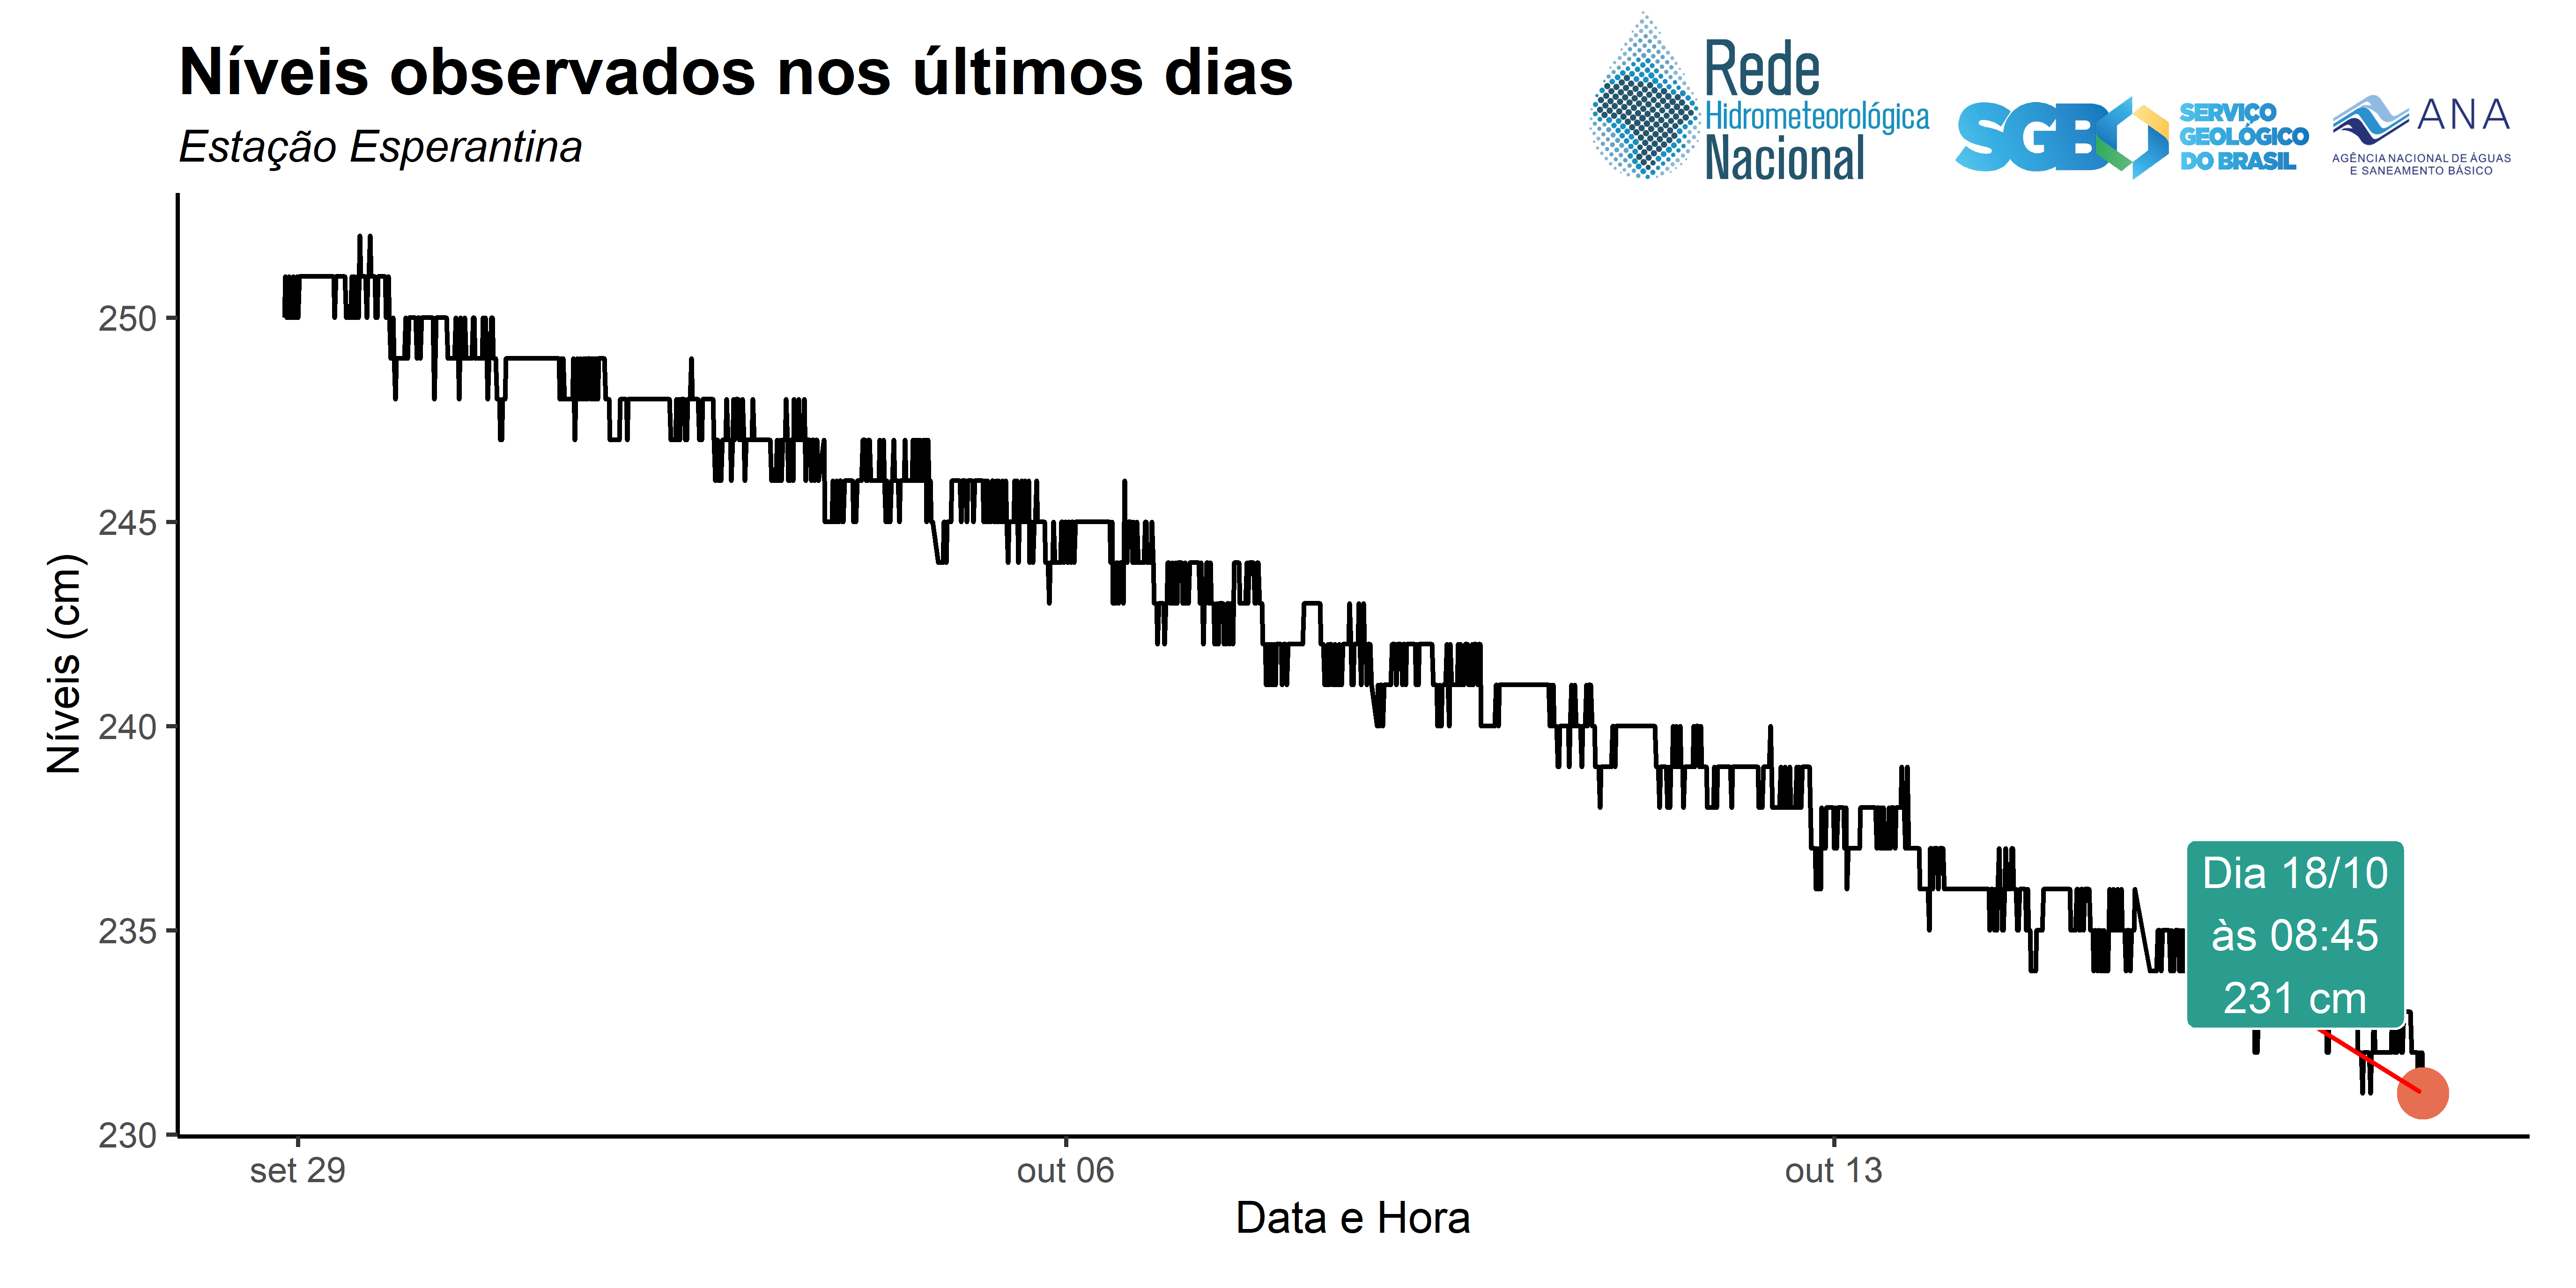 Níveis observados nos últimos dias
Estação Esperantina
Rede
Hidrometeorológica
Nacional
SGB
SERVIÇO
GEOLÓGICO
DO BRASIL
ANA
AGÊNCIA NACIONAL DE ÁGUAS
E SANEAMENTO BÁSICO
Níveis (cm)
250
245
240
235
230
Dia 18/10
às 08:45
231 cm
set 29
out 06
out 13
Data e Hora